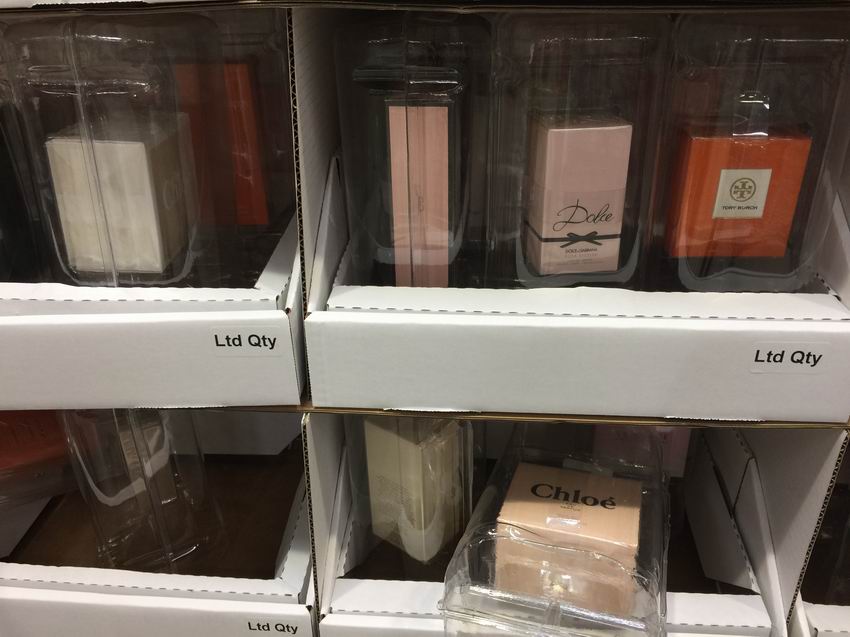 Dolce
DOLCE & GABBANA
TORY BURCH
Ltd Qty
Ltd Qty
Chloé
Ltd Qty